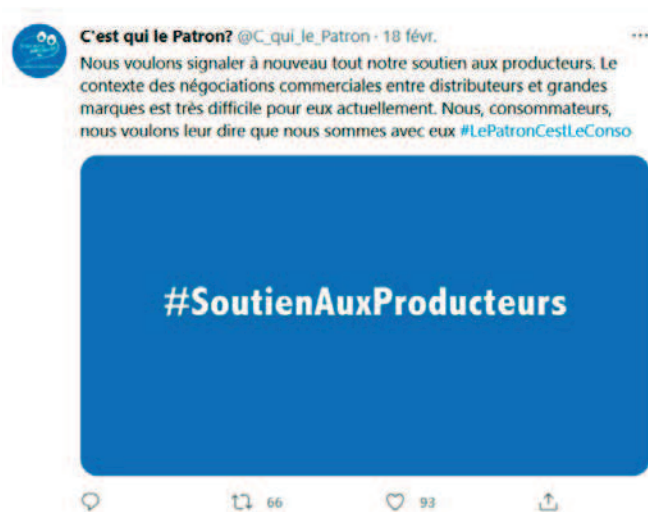 C'est qui le Patron? @C_qui_le_Patron · 18 févr.
Nous voulons signaler à nouveau tout notre soutien aux producteurs. Le
contexte des négociations commerciales entre distributeurs et grandes
marques est très difficile pour eux actuellement. Nous, consommateurs,
nous voulons leur dire que nous sommes avec eux #LePatronCestLeConso
#SoutienAuxProducteurs
66 93